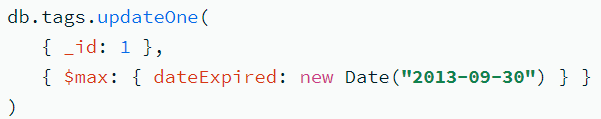 db.tags.updateOne(
   { _id: 1 },
   { $max: { dateExpired: new Date("2013-09-30") } }
)